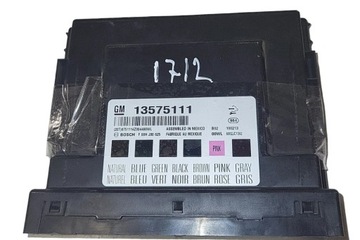 1712
GM 13575111
ASSEMBLED IN MEXICO
BOSCH FABRIQUE AU MEXIQUE
PNK
NATURAL BLUE GREEN BLACK BROWN PINK GRAY
NATUREL BLEU VERT NOIR BRUN ROSE GRIS